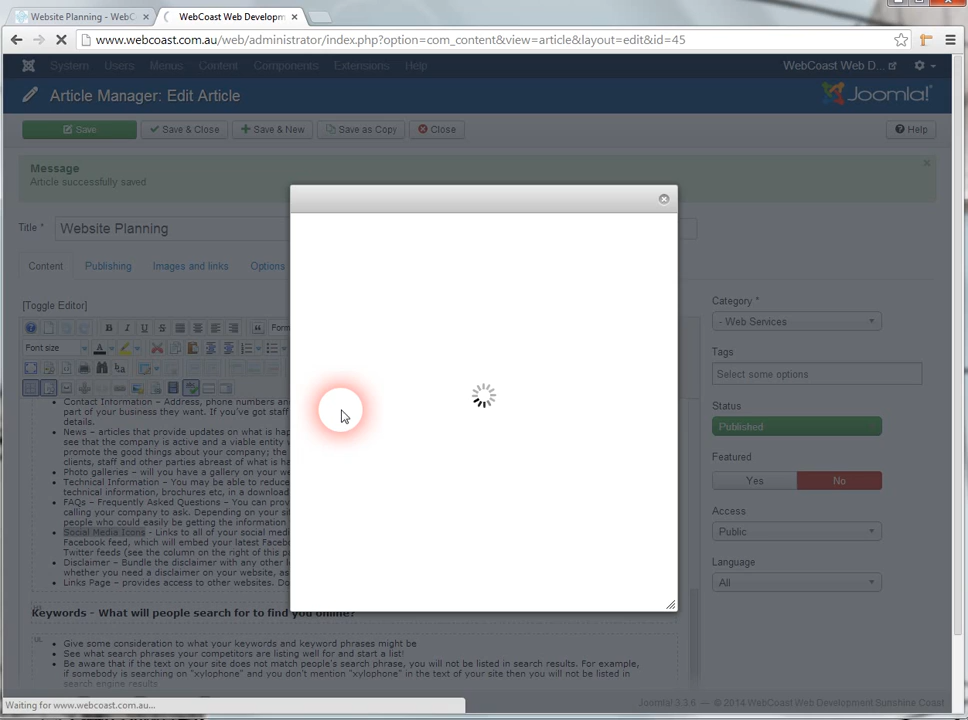 Website Planning - WebC
WebCoast Web Developm
www.webcoast.com.au/web/administrator/index.php?option=com_content&view=article&layout=edit&id=45
System Users Menus Content Components Extensions Help
WebCoast Web D...
Article Manager: Edit Article
Joomla!
Save
Save & Close
Save & New
Save as Copy
Close
Help
Message
Article successfully saved
Title * Website Planning
Content Publishing Images and links Options
[Toggle Editor]
Font size
Contact Information – Address, phone numbers an
part of your business they want. If you've got staff
details.
News – articles that provide updates on what is hap
see that the company is active and a viable entity
promote the good things about your company; the
clients, staff and other parties abreast of what is ha
Photo galleries – will you have a gallery on your we
Technical Information – You may be able to reduce
technical information, brochures etc, in a download
FAQs – Frequently Asked Questions – You can prov
calling your company to ask. Depending on your si
people who could easily be getting the information
Social Media Icons - Links to all of your social medi
Facebook feed, which will embed your latest Faceb
Twitter feeds (see the column on the right of this p
Disclaimer – Bundle the disclaimer with any other l
whether you need a disclaimer on your website, as
Links Page – provides access to other websites. Do
Keywords - What will people search for to find you online?
Give some consideration to what your keywords and keyword phrases might be
See what search phrases your competitors are listing well for and start a list!
Be aware that if the text on your site does not match people's search phrase, you will not be listed in search results. For example,
if somebody is searching on "xylophone" and you don't mention "xylophone" in the text of your site then you will not be listed in
search engine results
Category *
- Web Services
Tags
Select some options
Status
Published
Featured
Yes No
Access
Public
Language
All
Waiting for www.webcoast.com.au...
Joomla! 3.3.6 — © 2014 WebCoast Web Development Sunshine Coast